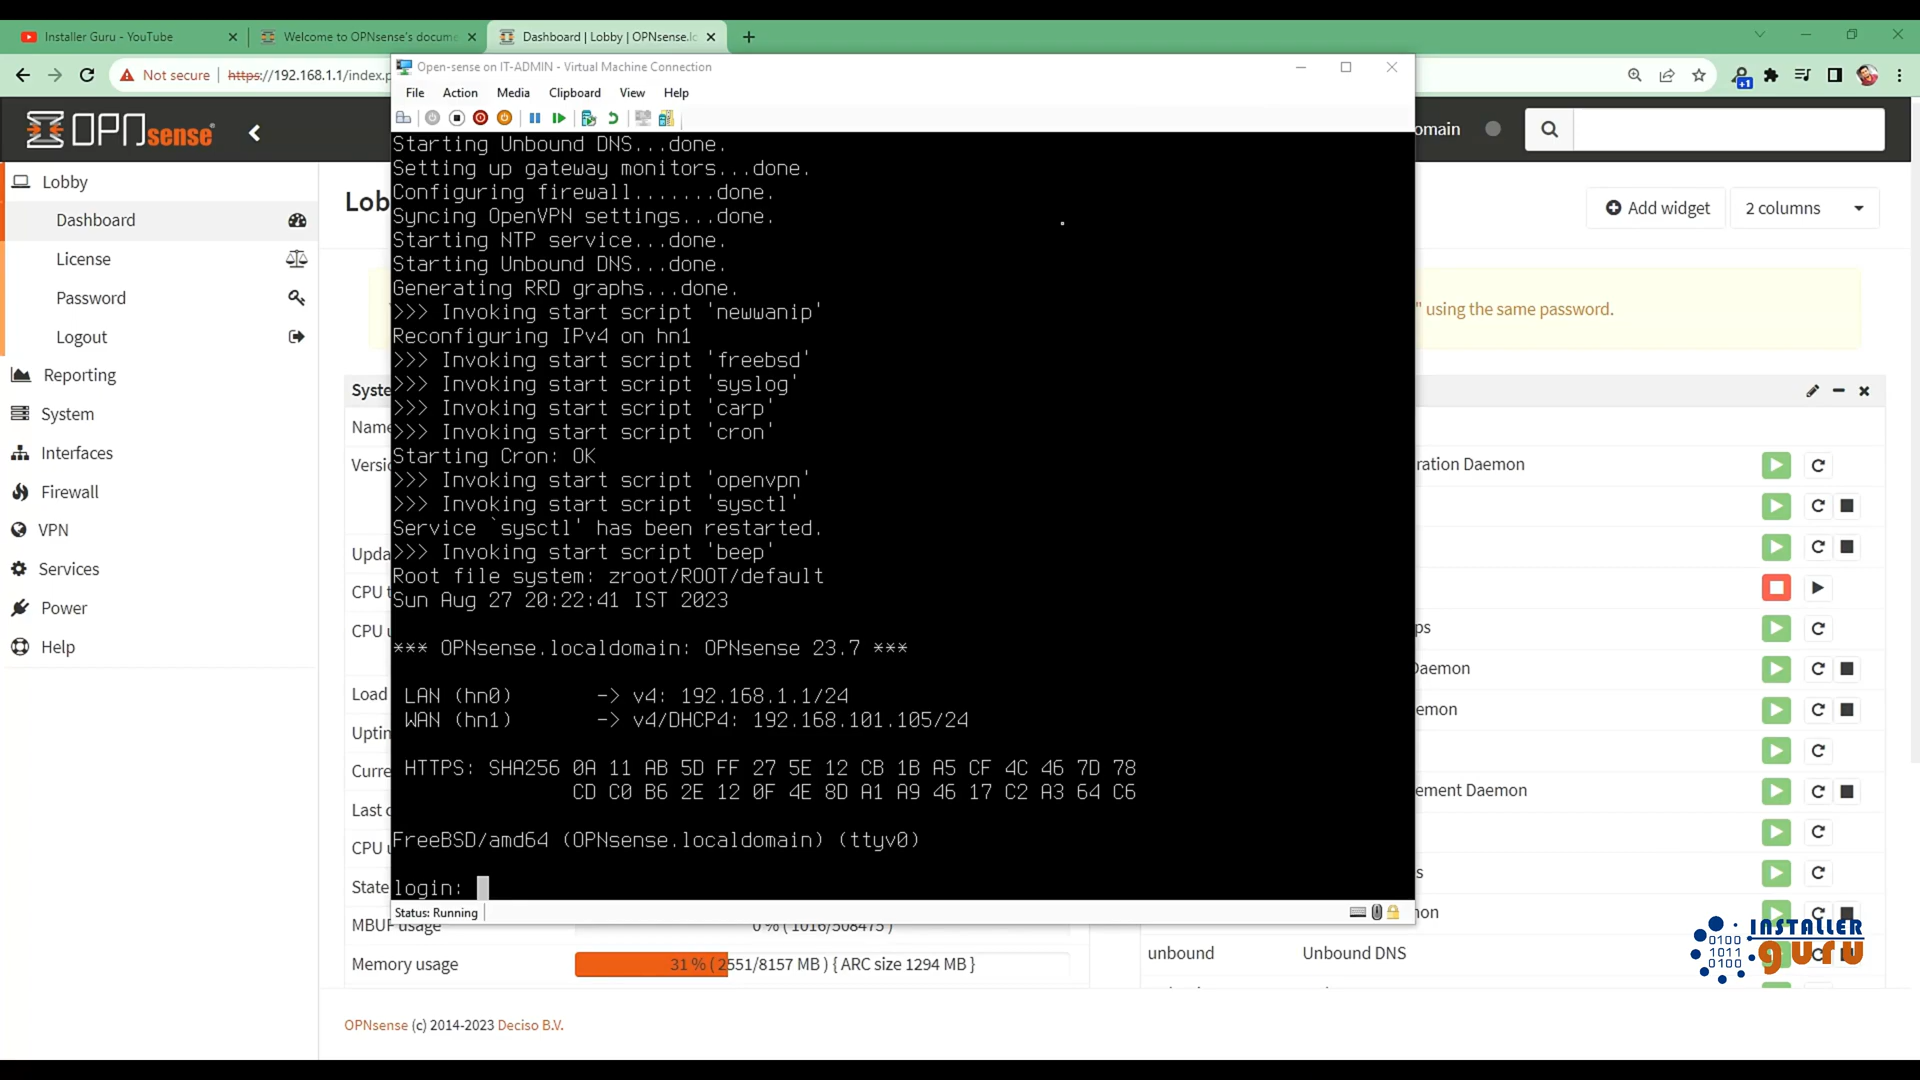 Installer Guru - YouTube
Welcome to OPNsense's docume
Dashboard | Lobby | OPNsense.lo
Not secure
https://192.168.1.1/index.p
Open-sense on IT-ADMIN - Virtual Machine Connection
File Action Media Clipboard View Help
OPNsense
omain
Lobby
Dashboard
License
Password
Logout
Reporting
System
Interfaces
Firewall
VPN
Services
Power
Help
Lob
Add widget
2 columns
" using the same password.
Starting Unbound DNS...done.
Setting up gateway monitors...done.
Configuring firewall.......done.
Syncing OpenVPN settings...done.
Starting NTP service...done.
Starting Unbound DNS...done.
Generating RRD graphs...done.
>>> Invoking start script 'newwanip'
Reconfiguring IPv4 on hn1
>>> Invoking start script 'freebsd'
>>> Invoking start script 'syslog'
>>> Invoking start script 'carp'
>>> Invoking start script 'cron'
Starting Cron: OK
>>> Invoking start script 'openvpn'
>>> Invoking start script 'sysctl'
Service `sysctl' has been restarted.
>>> Invoking start script 'beep'
Root file system: zroot/ROOT/default
Sun Aug 27 20:22:41 IST 2023
*** OPNsense.localdomain: OPNsense 23.7 ***
LAN (hn0) -> v4: 192.168.1.1/24
WAN (hn1) -> v4/DHCP4: 192.168.101.105/24
HTTPS: SHA256 0A 11 AB 5D FF 27 5E 12 CB 1B A5 CF 4C 46 7D 78
CD C0 B6 2E 12 0F 4E 8D A1 A9 46 17 C2 A3 64 C6
FreeBSD/amd64 (OPNsense.localdomain) (ttyv0)
login:
Status: Running
Syste
Name
Versio
Upda
CPU t
CPU u
Load
Uptin
Curre
Last c
CPU u
State
MBUF usage
0 % ( 1016/508475 )
Memory usage
31 % ( 2551/8157 MB ) { ARC size 1294 MB }
ration Daemon
ps
Daemon
emon
ement Daemon
s
non
unbound Unbound DNS
0100
1011
0100
INSTALLER
guru
OPNsense (c) 2014-2023 Deciso B.V.